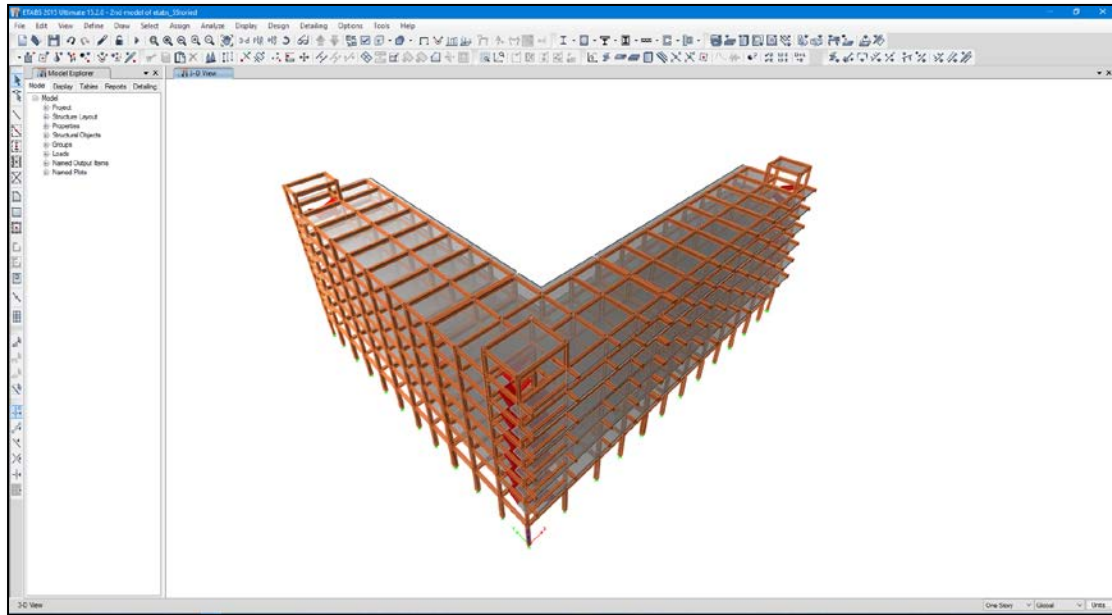 ETABS 2015 Ultimate 15.2.0 - 2nd model of etabs_5Storied
File Edit View Define Draw Select Assign Analyze Display Design Detailing Options Tools Help
Model Explorer
3-D View
Model Display Tables Reports Detailing
Model
Project
Structure Layout
Properties
Structural Objects
Groups
Loads
Named Output Items
Named Plots
3-D View
One Story
Global
Units